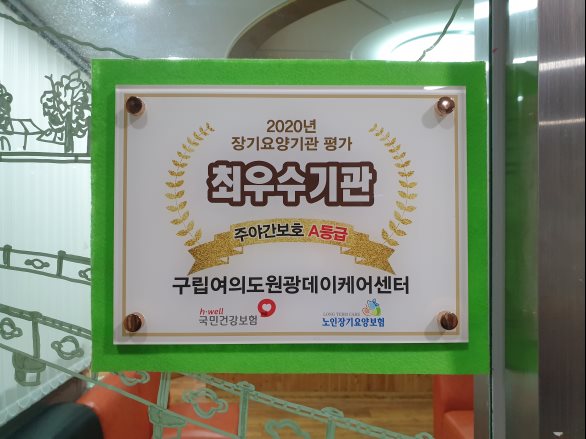 2020년
장기요양기관 평가
최우수기관
주야간보호 A등급
구립여의도원광데이케어센터
h·well
국민건강보험
LONG TERM CARE
노인장기요양보험